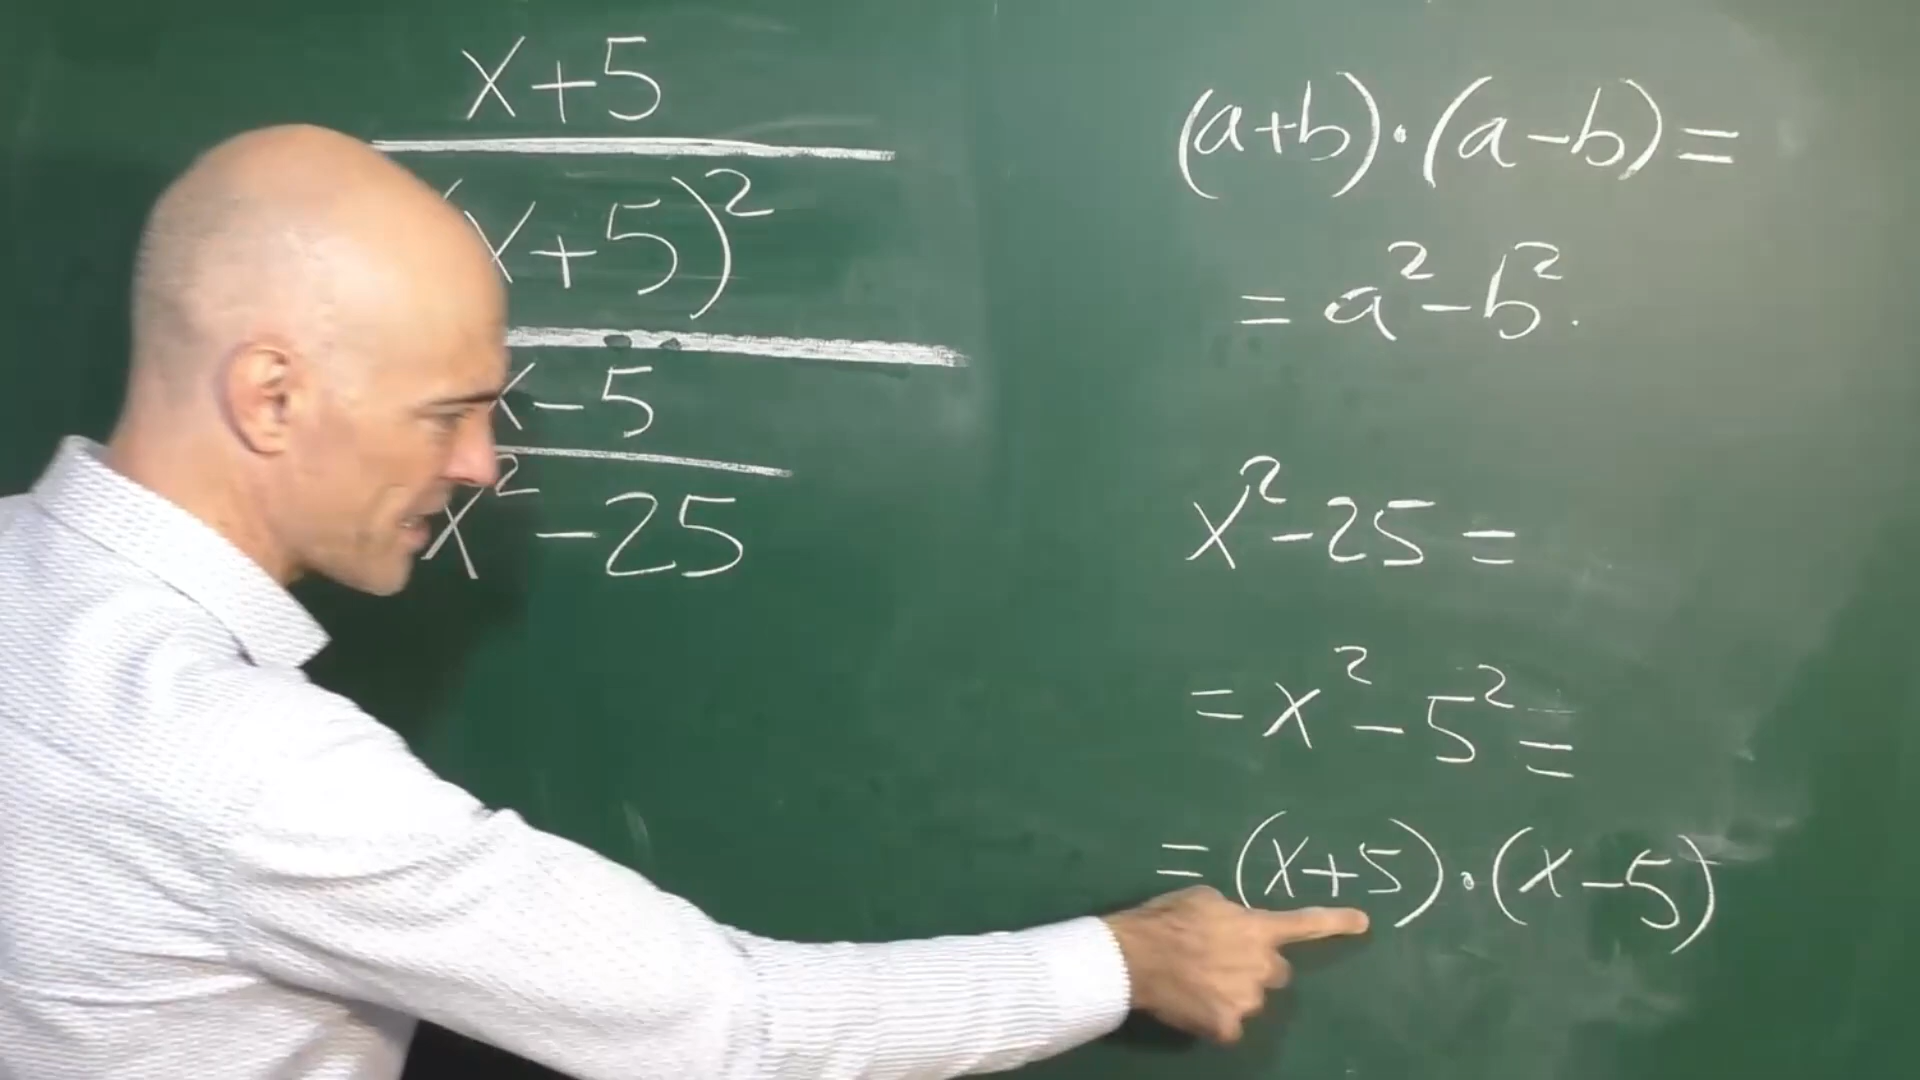 x+5
(x+5)²
x-5
x²-25
(a+b)·(a-b)=
=a²-b².
x²-25=
=x²-5²=
=(x+5)·(x-5)